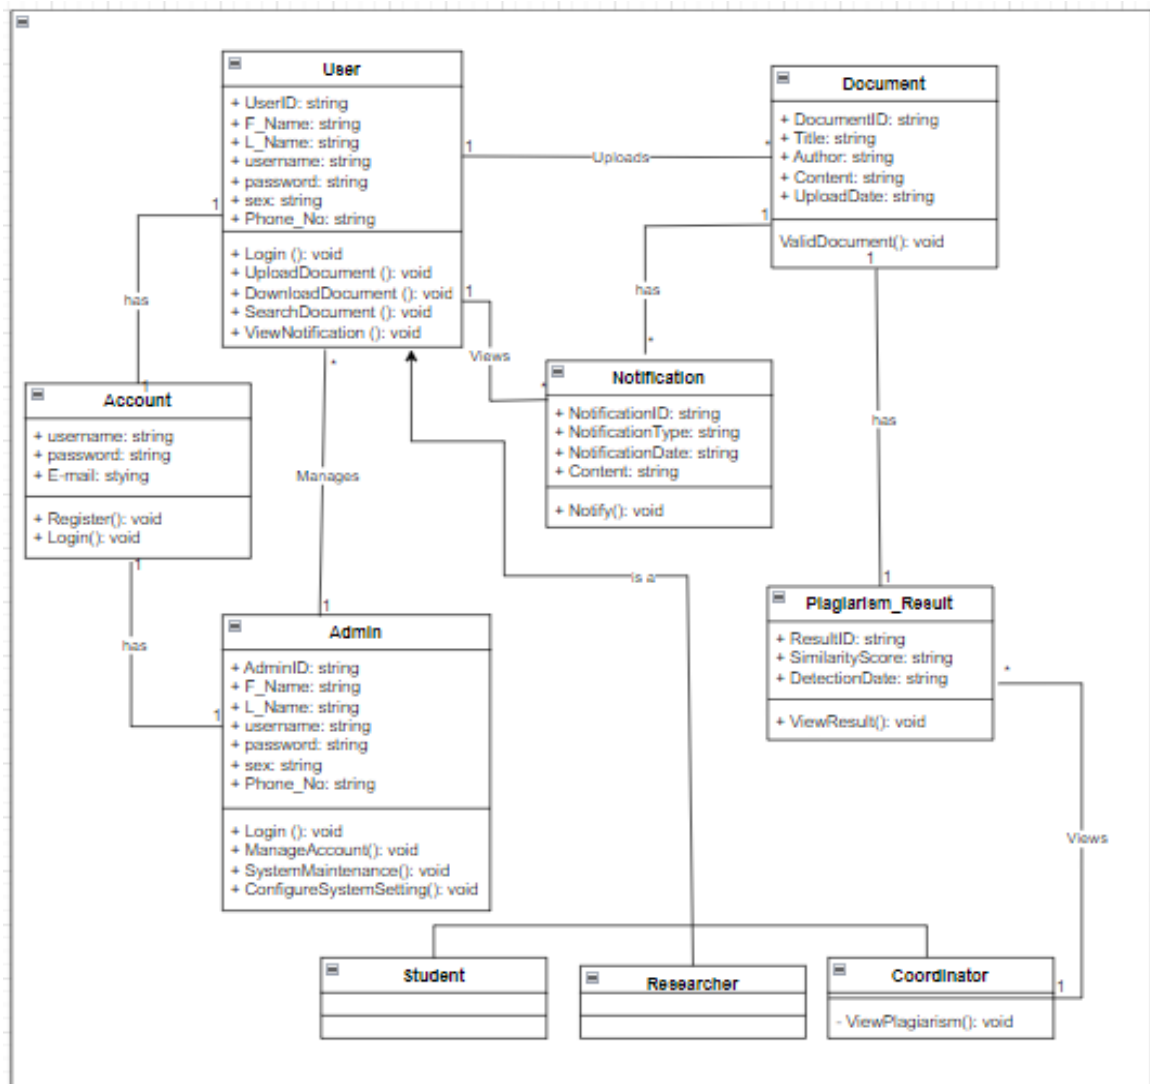 User
+ UserID: string
+ F_Name: string
+ L_Name: string
+ username: string
+ password: string
+ sex: string
+ Phone_No: string
+ Login (): void
+ UploadDocument (): void
+ DownloadDocument (): void
+ SearchDocument (): void
+ ViewNotification (): void
1
Uploads
*
Document
+ DocumentID: string
+ Title: string
+ Author: string
+ Content: string
+ UploadDate: string
ValidDocument(): void
1
has
1
1
Views
*
1
has
*
Notification
+ NotificationID: string
+ NotificationType: string
+ NotificationDate: string
+ Content: string
+ Notify(): void
Account
+ username: string
+ password: string
+ E-mail: stying
+ Register(): void
+ Login(): void
*
Manages
1
1
has
1
1
has
1
is a
Admin
+ AdminID: string
+ F_Name: string
+ L_Name: string
+ username: string
+ password: string
+ sex: string
+ Phone_No: string
+ Login (): void
+ ManageAccount(): void
+ SystemMaintenance(): void
+ ConfigureSystemSetting(): void
Plagiarism_Result
+ ResultID: string
+ SimilarityScore: string
+ DetectionDate: string
+ ViewResult(): void
*
Views
1
Student
Researcher
Coordinator
- ViewPlagiarism(): void